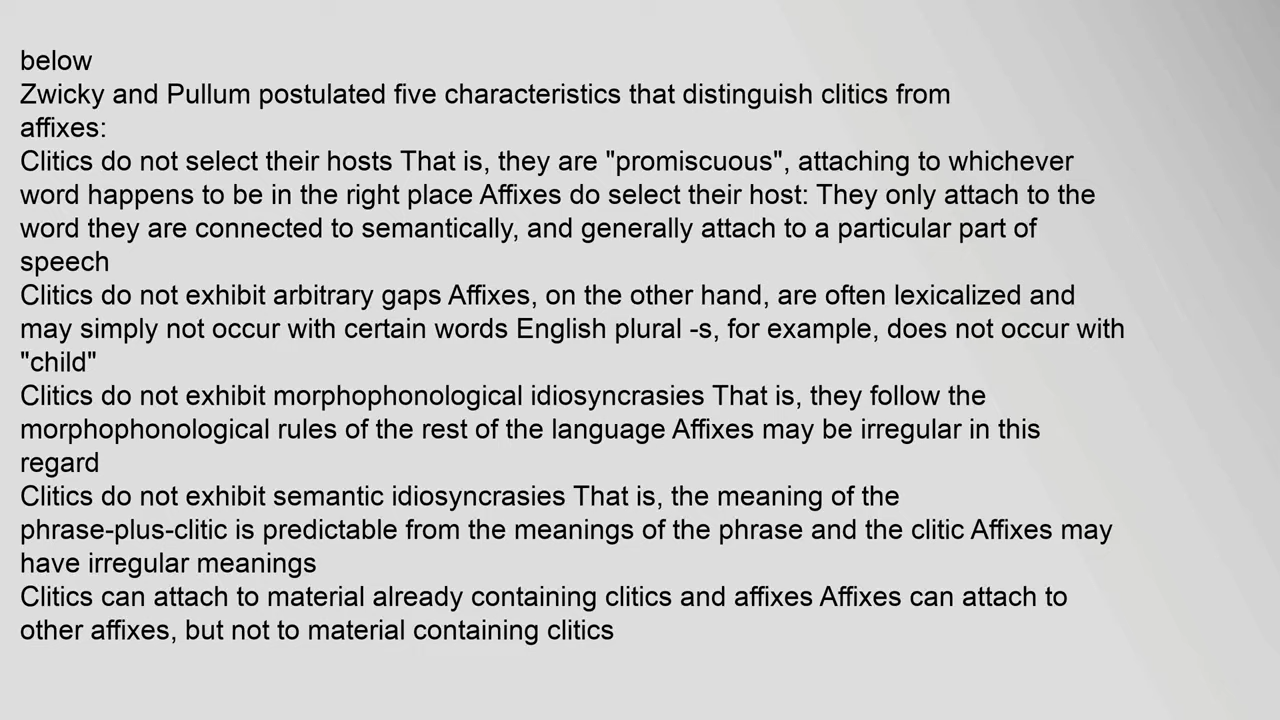 below
Zwicky and Pullum postulated five characteristics that distinguish clitics from
affixes:
Clitics do not select their hosts That is, they are "promiscuous", attaching to whichever
word happens to be in the right place Affixes do select their host: They only attach to the
word they are connected to semantically, and generally attach to a particular part of
speech
Clitics do not exhibit arbitrary gaps Affixes, on the other hand, are often lexicalized and
may simply not occur with certain words English plural -s, for example, does not occur with
"child"
Clitics do not exhibit morphophonological idiosyncrasies That is, they follow the
morphophonological rules of the rest of the language Affixes may be irregular in this
regard
Clitics do not exhibit semantic idiosyncrasies That is, the meaning of the
phrase-plus-clitic is predictable from the meanings of the phrase and the clitic Affixes may
have irregular meanings
Clitics can attach to material already containing clitics and affixes Affixes can attach to
other affixes, but not to material containing clitics